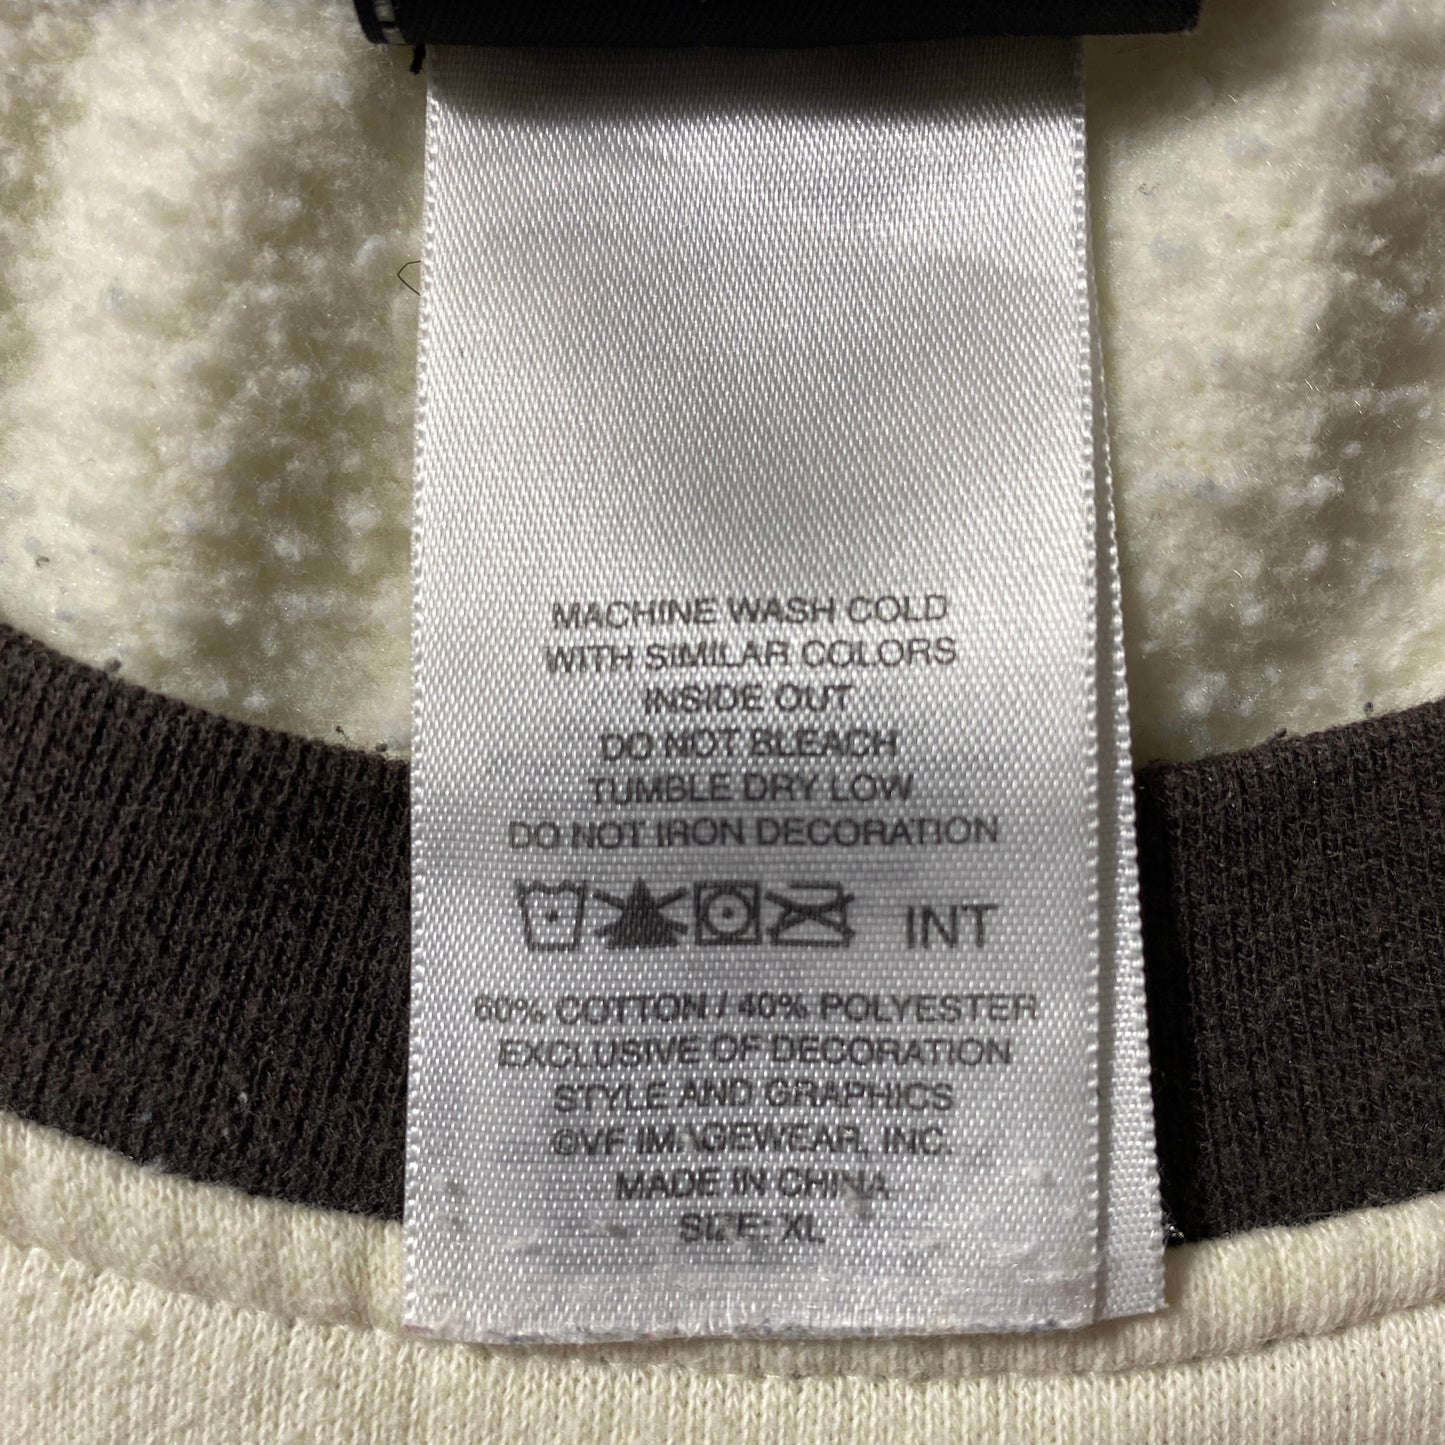 MACHINE WASH COLD
WITH SIMILAR COLORS
INSIDE OUT
DO NOT BLEACH
TUMBLE DRY LOW
DO NOT IRON DECORATION
INT
60% COTTON / 40% POLYESTER
EXCLUSIVE OF DECORATION
STYLE AND GRAPHICS
©VF IMAGEWEAR, INC.
MADE IN CHINA
SIZE: XL